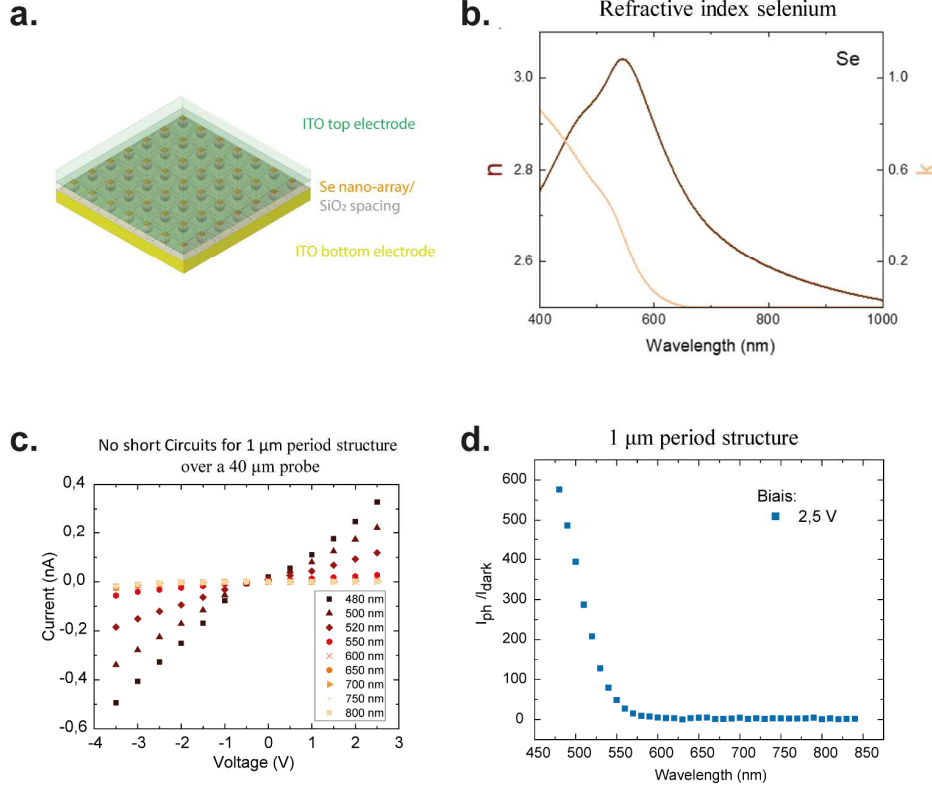 a.
ITO top electrode
Se nano-array/
SiO₂ spacing
ITO bottom electrode
b.
Refractive index selenium
Se
3.0
2.8
2.6
n
1.0
0.6
0.2
k
400
600
800
1000
Wavelength (nm)
c.
No short Circuits for 1 μm period structure
over a 40 μm probe
0,4
0,2
0,0
-0,2
-0,4
-0,6
Current (nA)
480 nm
500 nm
520 nm
550 nm
600 nm
650 nm
700 nm
750 nm
800 nm
-4
-3
-2
-1
0
1
2
3
Voltage (V)
d.
1 μm period structure
Biais:
2,5 V
600
500
400
300
200
100
0
Iph /Idark
450
500
550
600
650
700
750
800
850
Wavelength (nm)